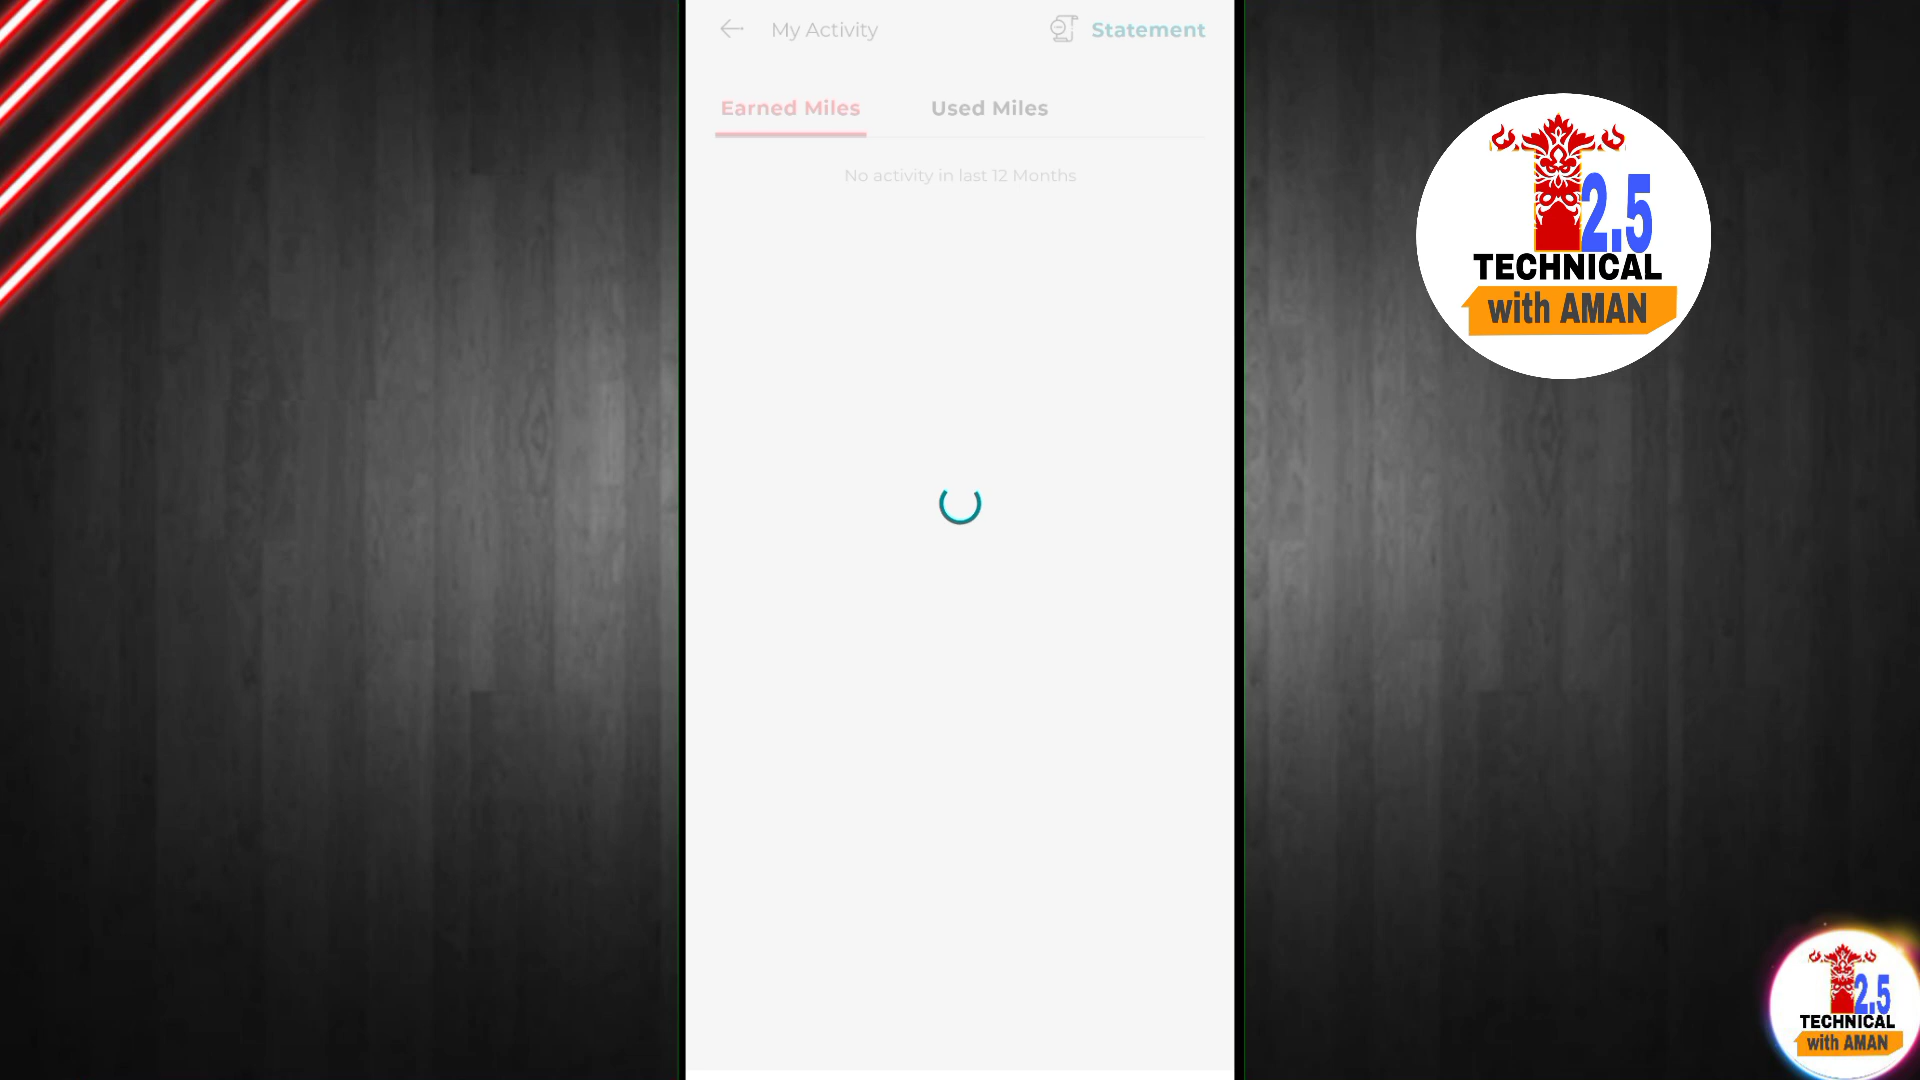 My Activity
Statement
Earned Miles
Used Miles
No activity in last 12 Months
2.5
TECHNICAL
with AMAN
2.5
TECHNICAL
with AMAN